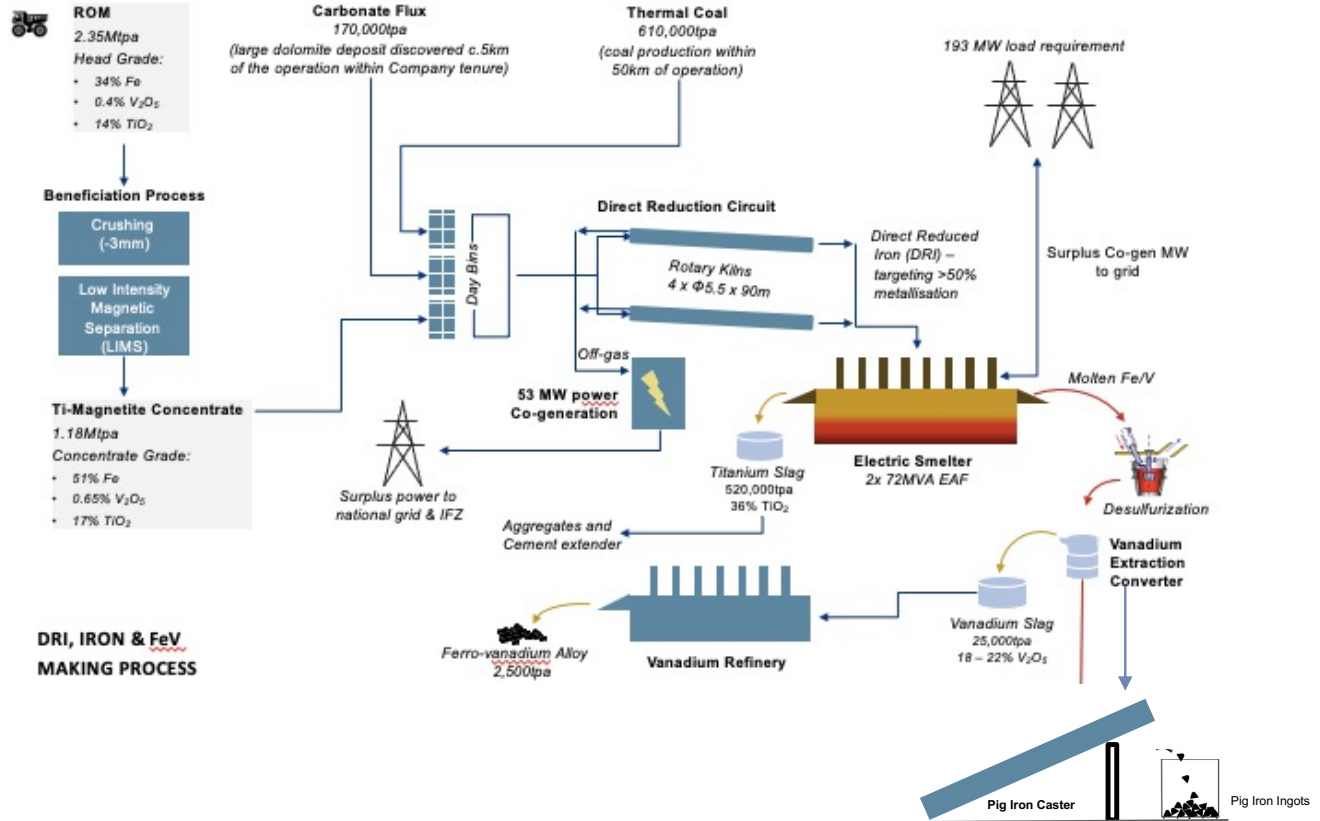 ROM
2.35Mtpa
Head Grade:
• 34% Fe
• 0.4% V₂O₅
• 14% TiO₂
Carbonate Flux
170,000tpa
(large dolomite deposit discovered c.5km
of the operation within Company tenure)
Thermal Coal
610,000tpa
(coal production within
50km of operation)
193 MW load requirement
Beneficiation Process
Crushing
(-3mm)
Low Intensity
Magnetic
Separation
(LIMS)
Ti-Magnetite Concentrate
1.18Mtpa
Concentrate Grade:
• 51% Fe
• 0.65% V₂O₅
• 17% TiO₂
Day Bins
Direct Reduction Circuit
Rotary Kilns
4 x Φ5.5 x 90m
Direct Reduced
Iron (DRI) –
targeting >50%
metallisation
Surplus Co-gen MW
to grid
Off-gas
53 MW power
Co-generation
Surplus power to
national grid & IFZ
Titanium Slag
520,000tpa
36% TiO₂
Electric Smelter
2x 72MVA EAF
Molten Fe/V
Desulfurization
Aggregates and
Cement extender
Vanadium
Extraction
Converter
Vanadium Slag
25,000tpa
18 – 22% V₂O₅
Vanadium Refinery
Ferro-vanadium Alloy
2,500tpa
DRI, IRON & FeV
MAKING PROCESS
Pig Iron Caster
Pig Iron Ingots